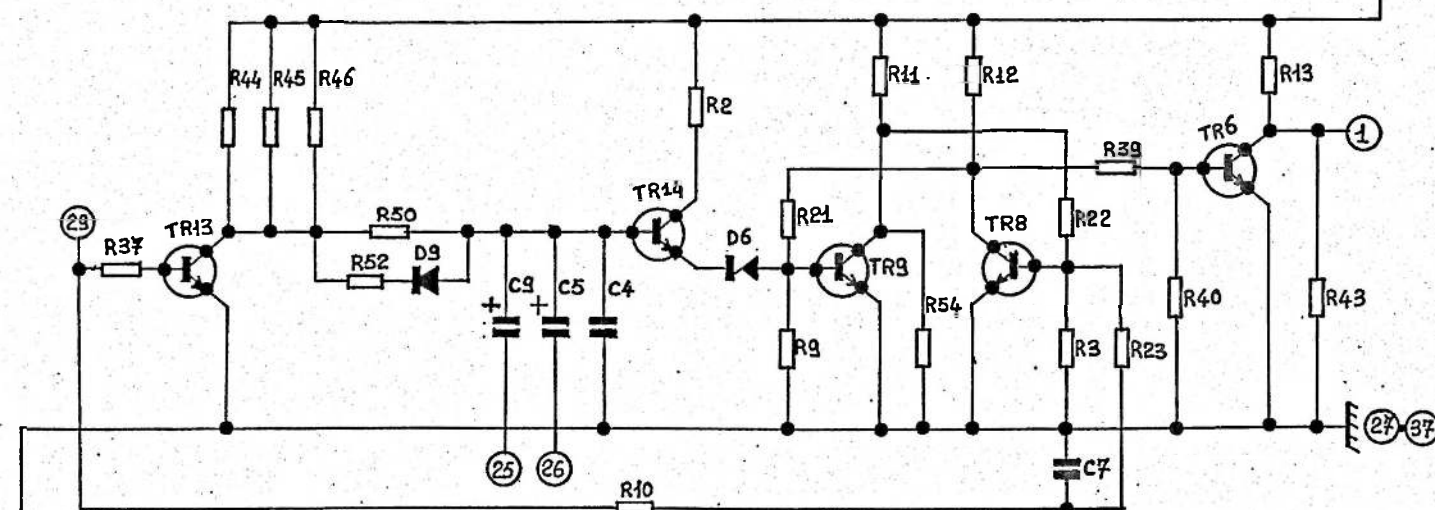 R44
R45
R46
R2
R11
R12
R13
TR6
1
R39
TR14
29
TR13
R50
R21
TR8
R22
R37
R52
D9
D6
TR9
C9
C5
C4
R54
R40
R43
+
+
R9
R3
R23
25
26
27
37
C7
R10